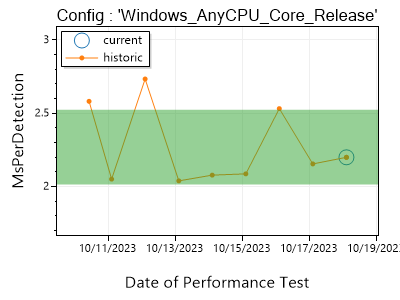 Config : 'Windows_AnyCPU_Core_Release'
current
historic
MsPerDetection
3
2.5
2
10/11/2023 10/13/2023 10/15/2023 10/17/2023 10/19/2023
Date of Performance Test